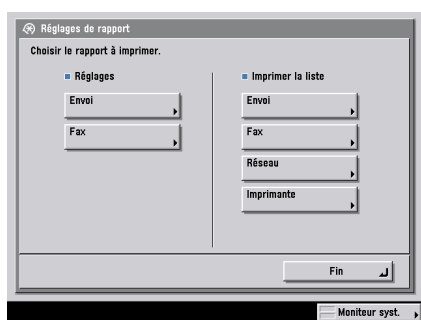 Réglages de rapport
Choisir le rapport à imprimer.
Réglages
Envoi
Fax
Imprimer la liste
Envoi
Fax
Réseau
Imprimante
Fin
Moniteur syst.